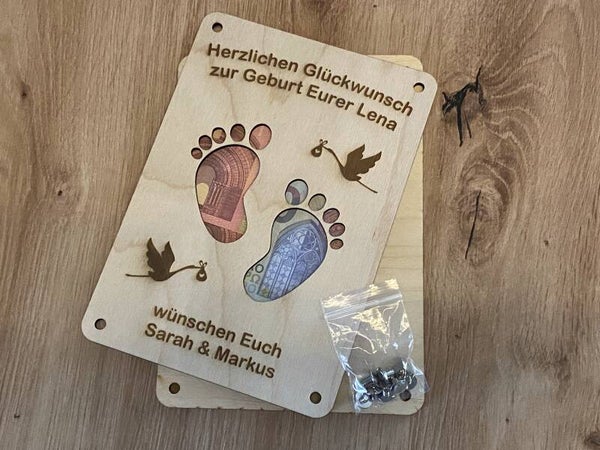 Herzlichen Glückwunsch
zur Geburt Eurer Lena
wünschen Euch
Sarah & Markus